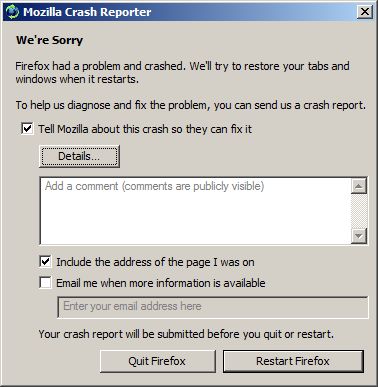 Mozilla Crash Reporter
We're Sorry
Firefox had a problem and crashed. We'll try to restore your tabs and
windows when it restarts.
To help us diagnose and fix the problem, you can send us a crash report.
Tell Mozilla about this crash so they can fix it
Details...
Add a comment (comments are publicly visible)
Include the address of the page I was on
Email me when more information is available
Enter your email address here
Your crash report will be submitted before you quit or restart.
Quit Firefox
Restart Firefox